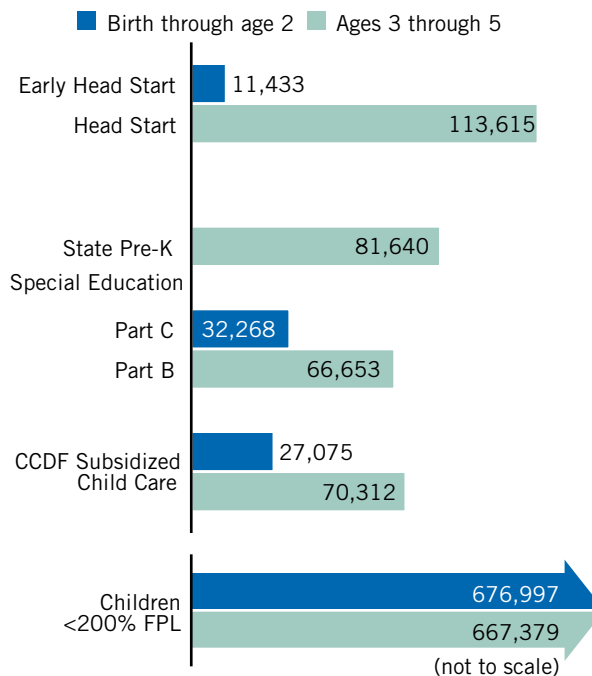 Birth through age 2 Ages 3 through 5
Early Head Start 11,433
Head Start 113,615
State Pre-K 81,640
Special Education
Part C 32,268
Part B 66,653
CCDF Subsidized
Child Care
27,075
70,312
Children
<200% FPL
676,997
667,379
(not to scale)